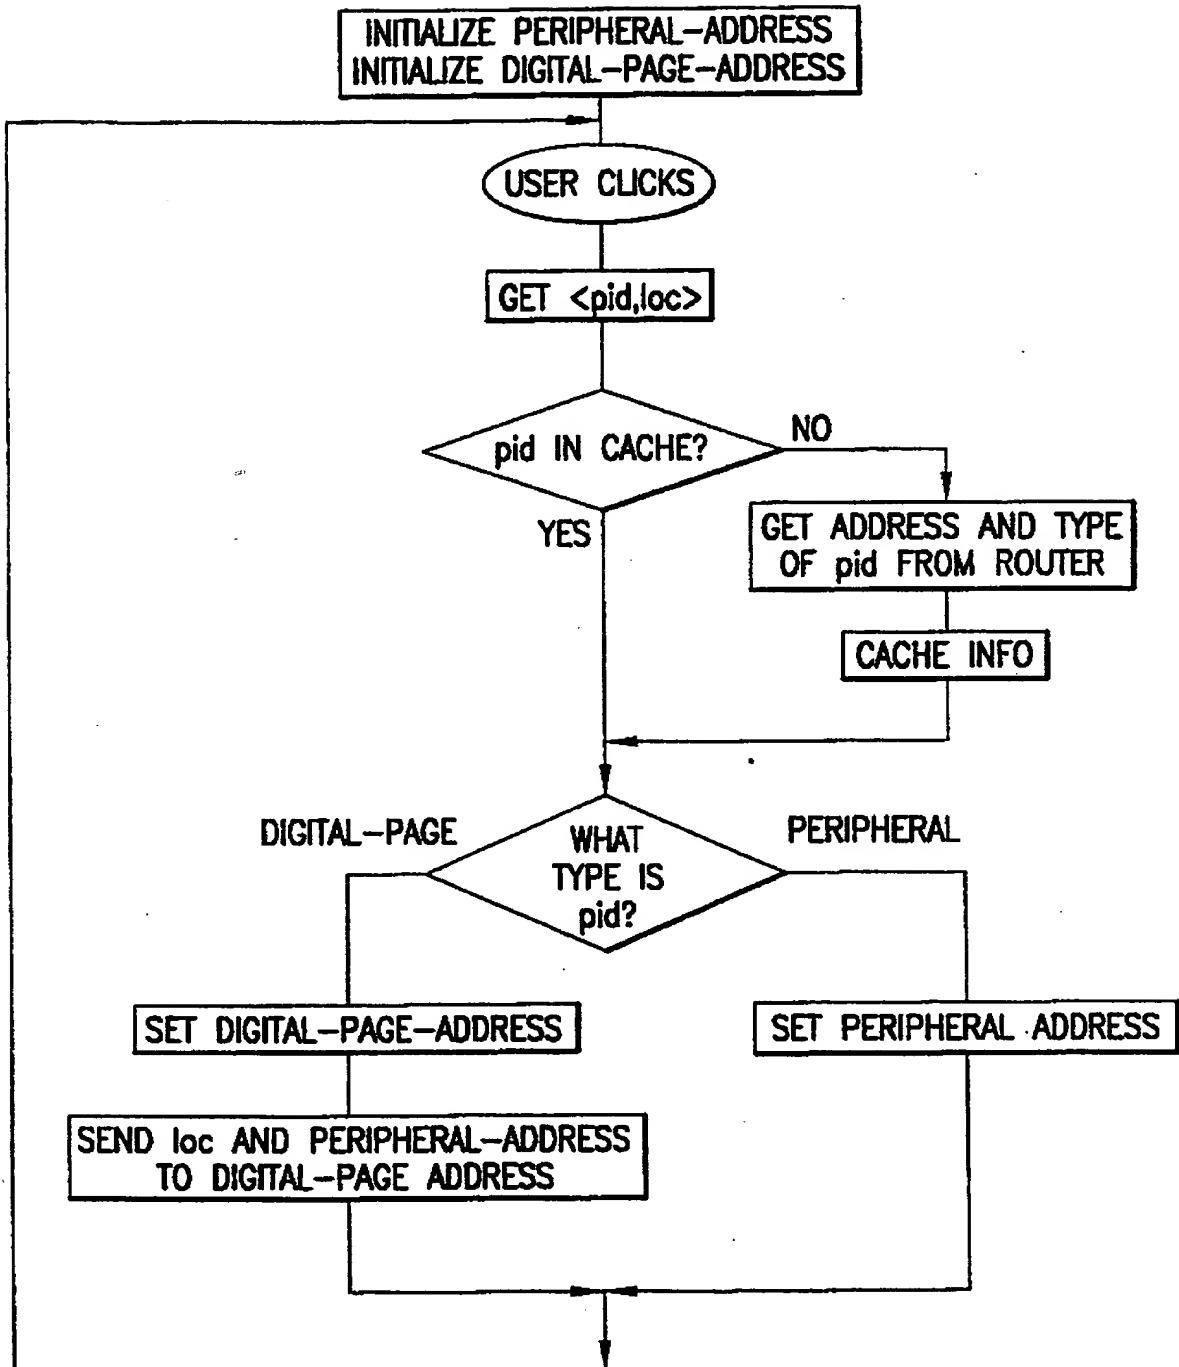 INITIALIZE PERIPHERAL-ADDRESS
INITIALIZE DIGITAL-PAGE-ADDRESS
USER CLICKS
GET <pid,loc>
pid IN CACHE?
NO
YES
GET ADDRESS AND TYPE
OF pid FROM ROUTER
CACHE INFO
DIGITAL-PAGE
WHAT
TYPE IS
pid?
PERIPHERAL
SET DIGITAL-PAGE-ADDRESS
SET PERIPHERAL ADDRESS
SEND loc AND PERIPHERAL-ADDRESS
TO DIGITAL-PAGE ADDRESS